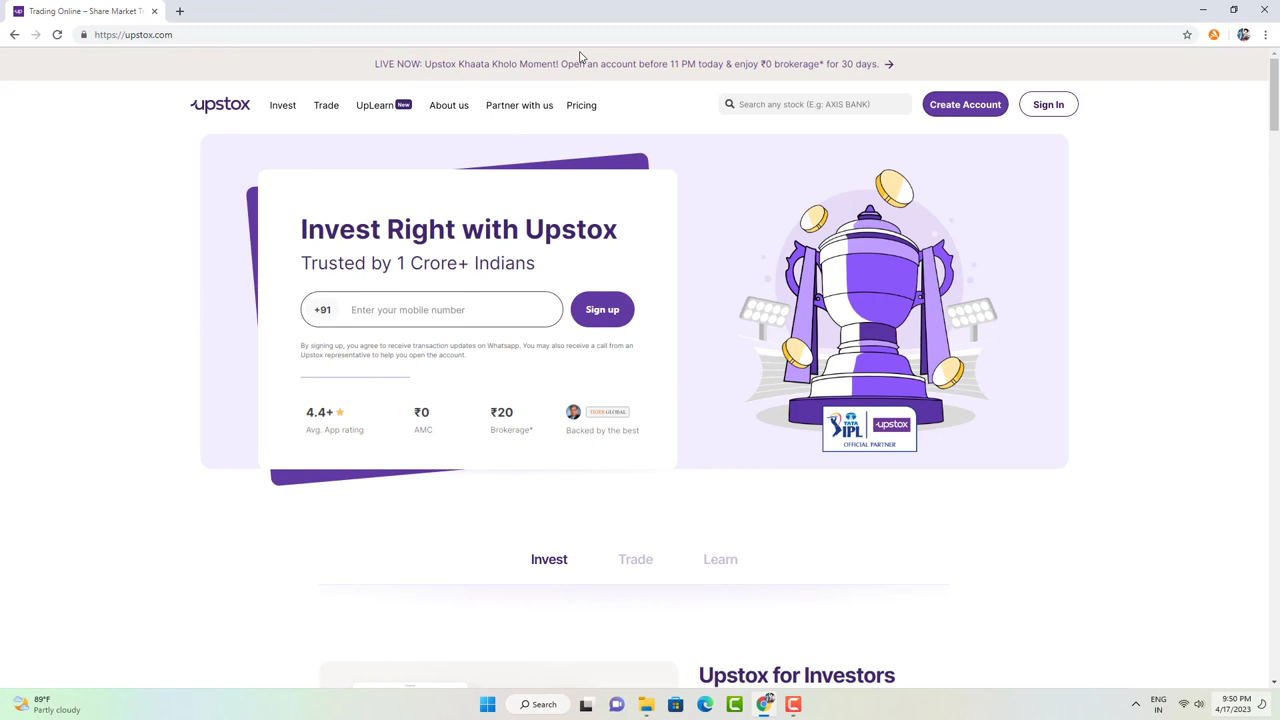 Trading Online – Share Market T
https://upstox.com
LIVE NOW: Upstox Khaata Kholo Moment! Open an account before 11 PM today & enjoy ₹0 brokerage* for 30 days. →
upstox
Invest
Trade
UpLearn New
About us
Partner with us
Pricing
Search any stock (E.g: AXIS BANK)
Create Account
Sign In
Invest Right with Upstox
Trusted by 1 Crore+ Indians
+91 Enter your mobile number
Sign up
By signing up, you agree to receive transaction updates on Whatsapp. You may also receive a call from an
Upstox representative to help you open the account.
4.4+
₹0
₹20
TIGERGLOBAL
Avg. App rating
AMC
Brokerage*
Backed by the best
TATA
IPL
upstox
OFFICIAL PARTNER
Invest
Trade
Learn
Upstox for Investors
89°F
Partly cloudy
Search
ENG
IN
9:50 PM
4/17/2023